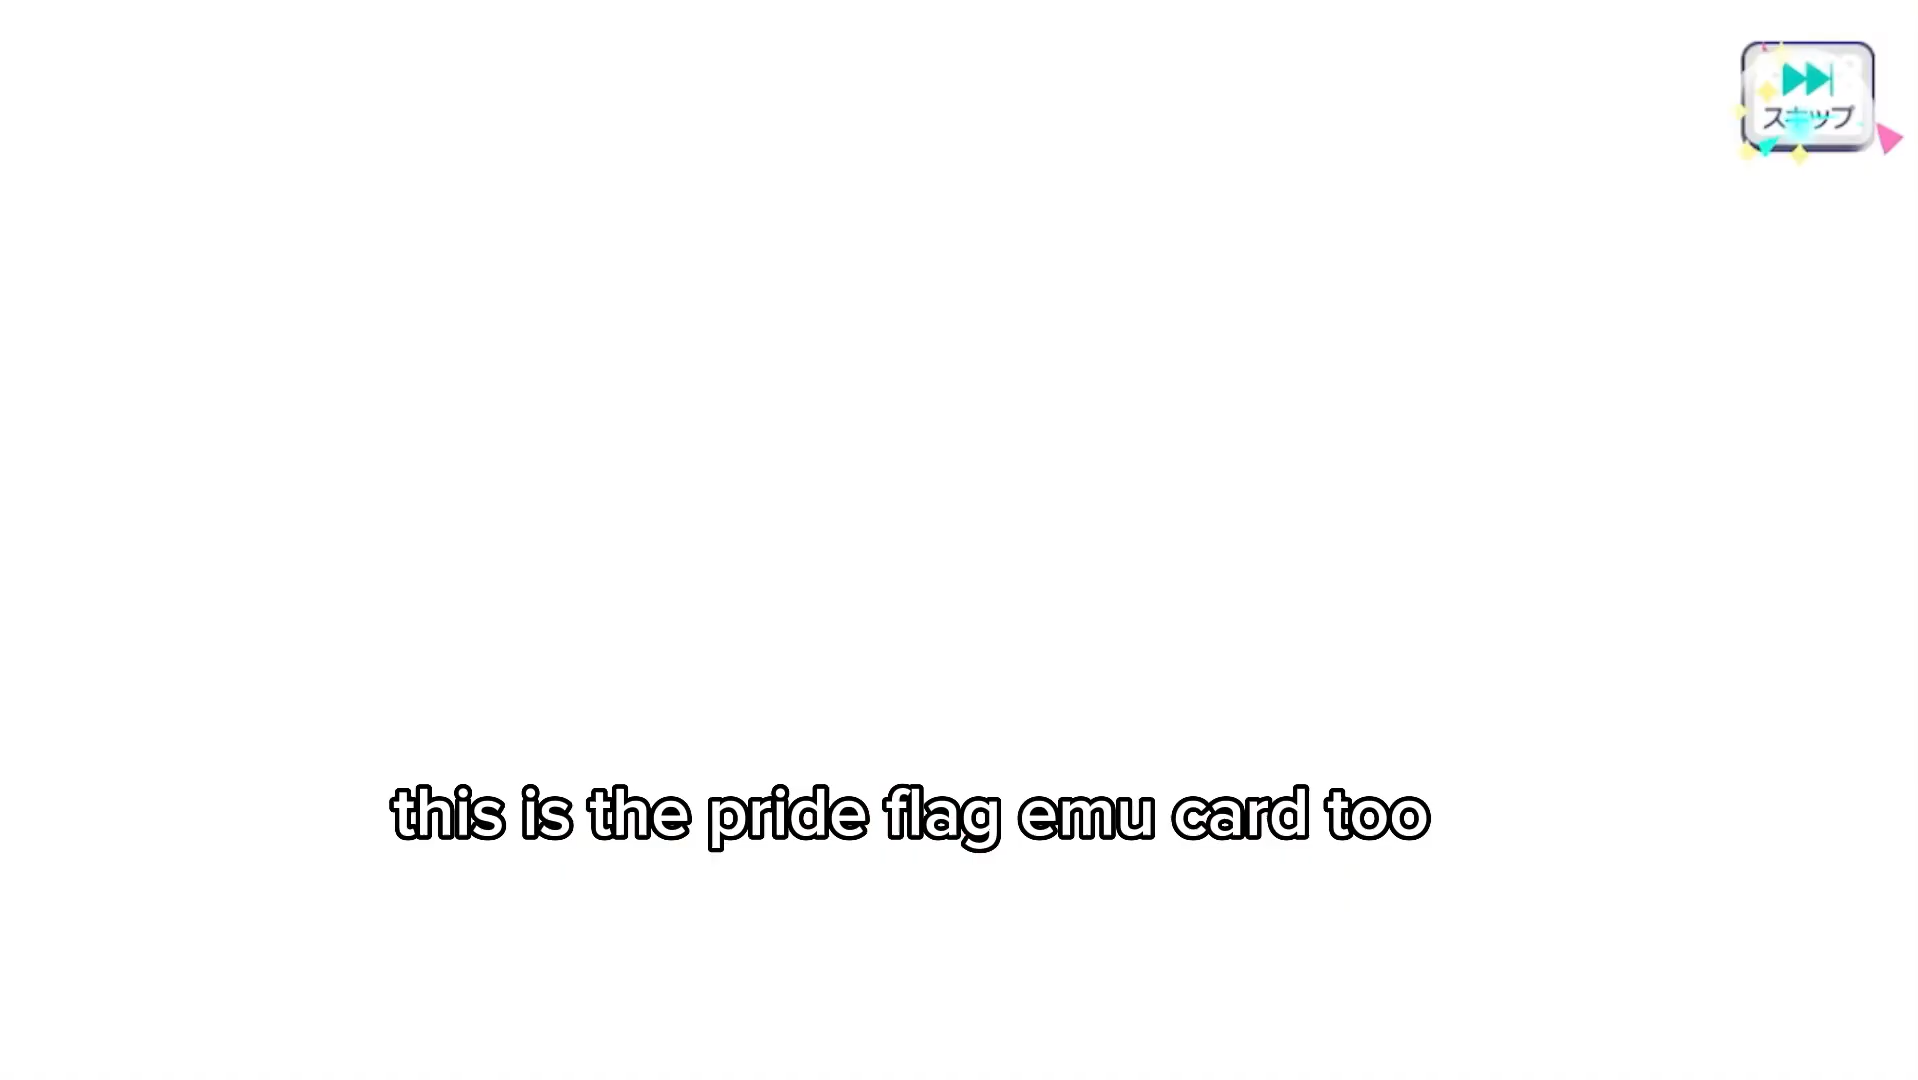 スキップ
this is the pride flag emu card too